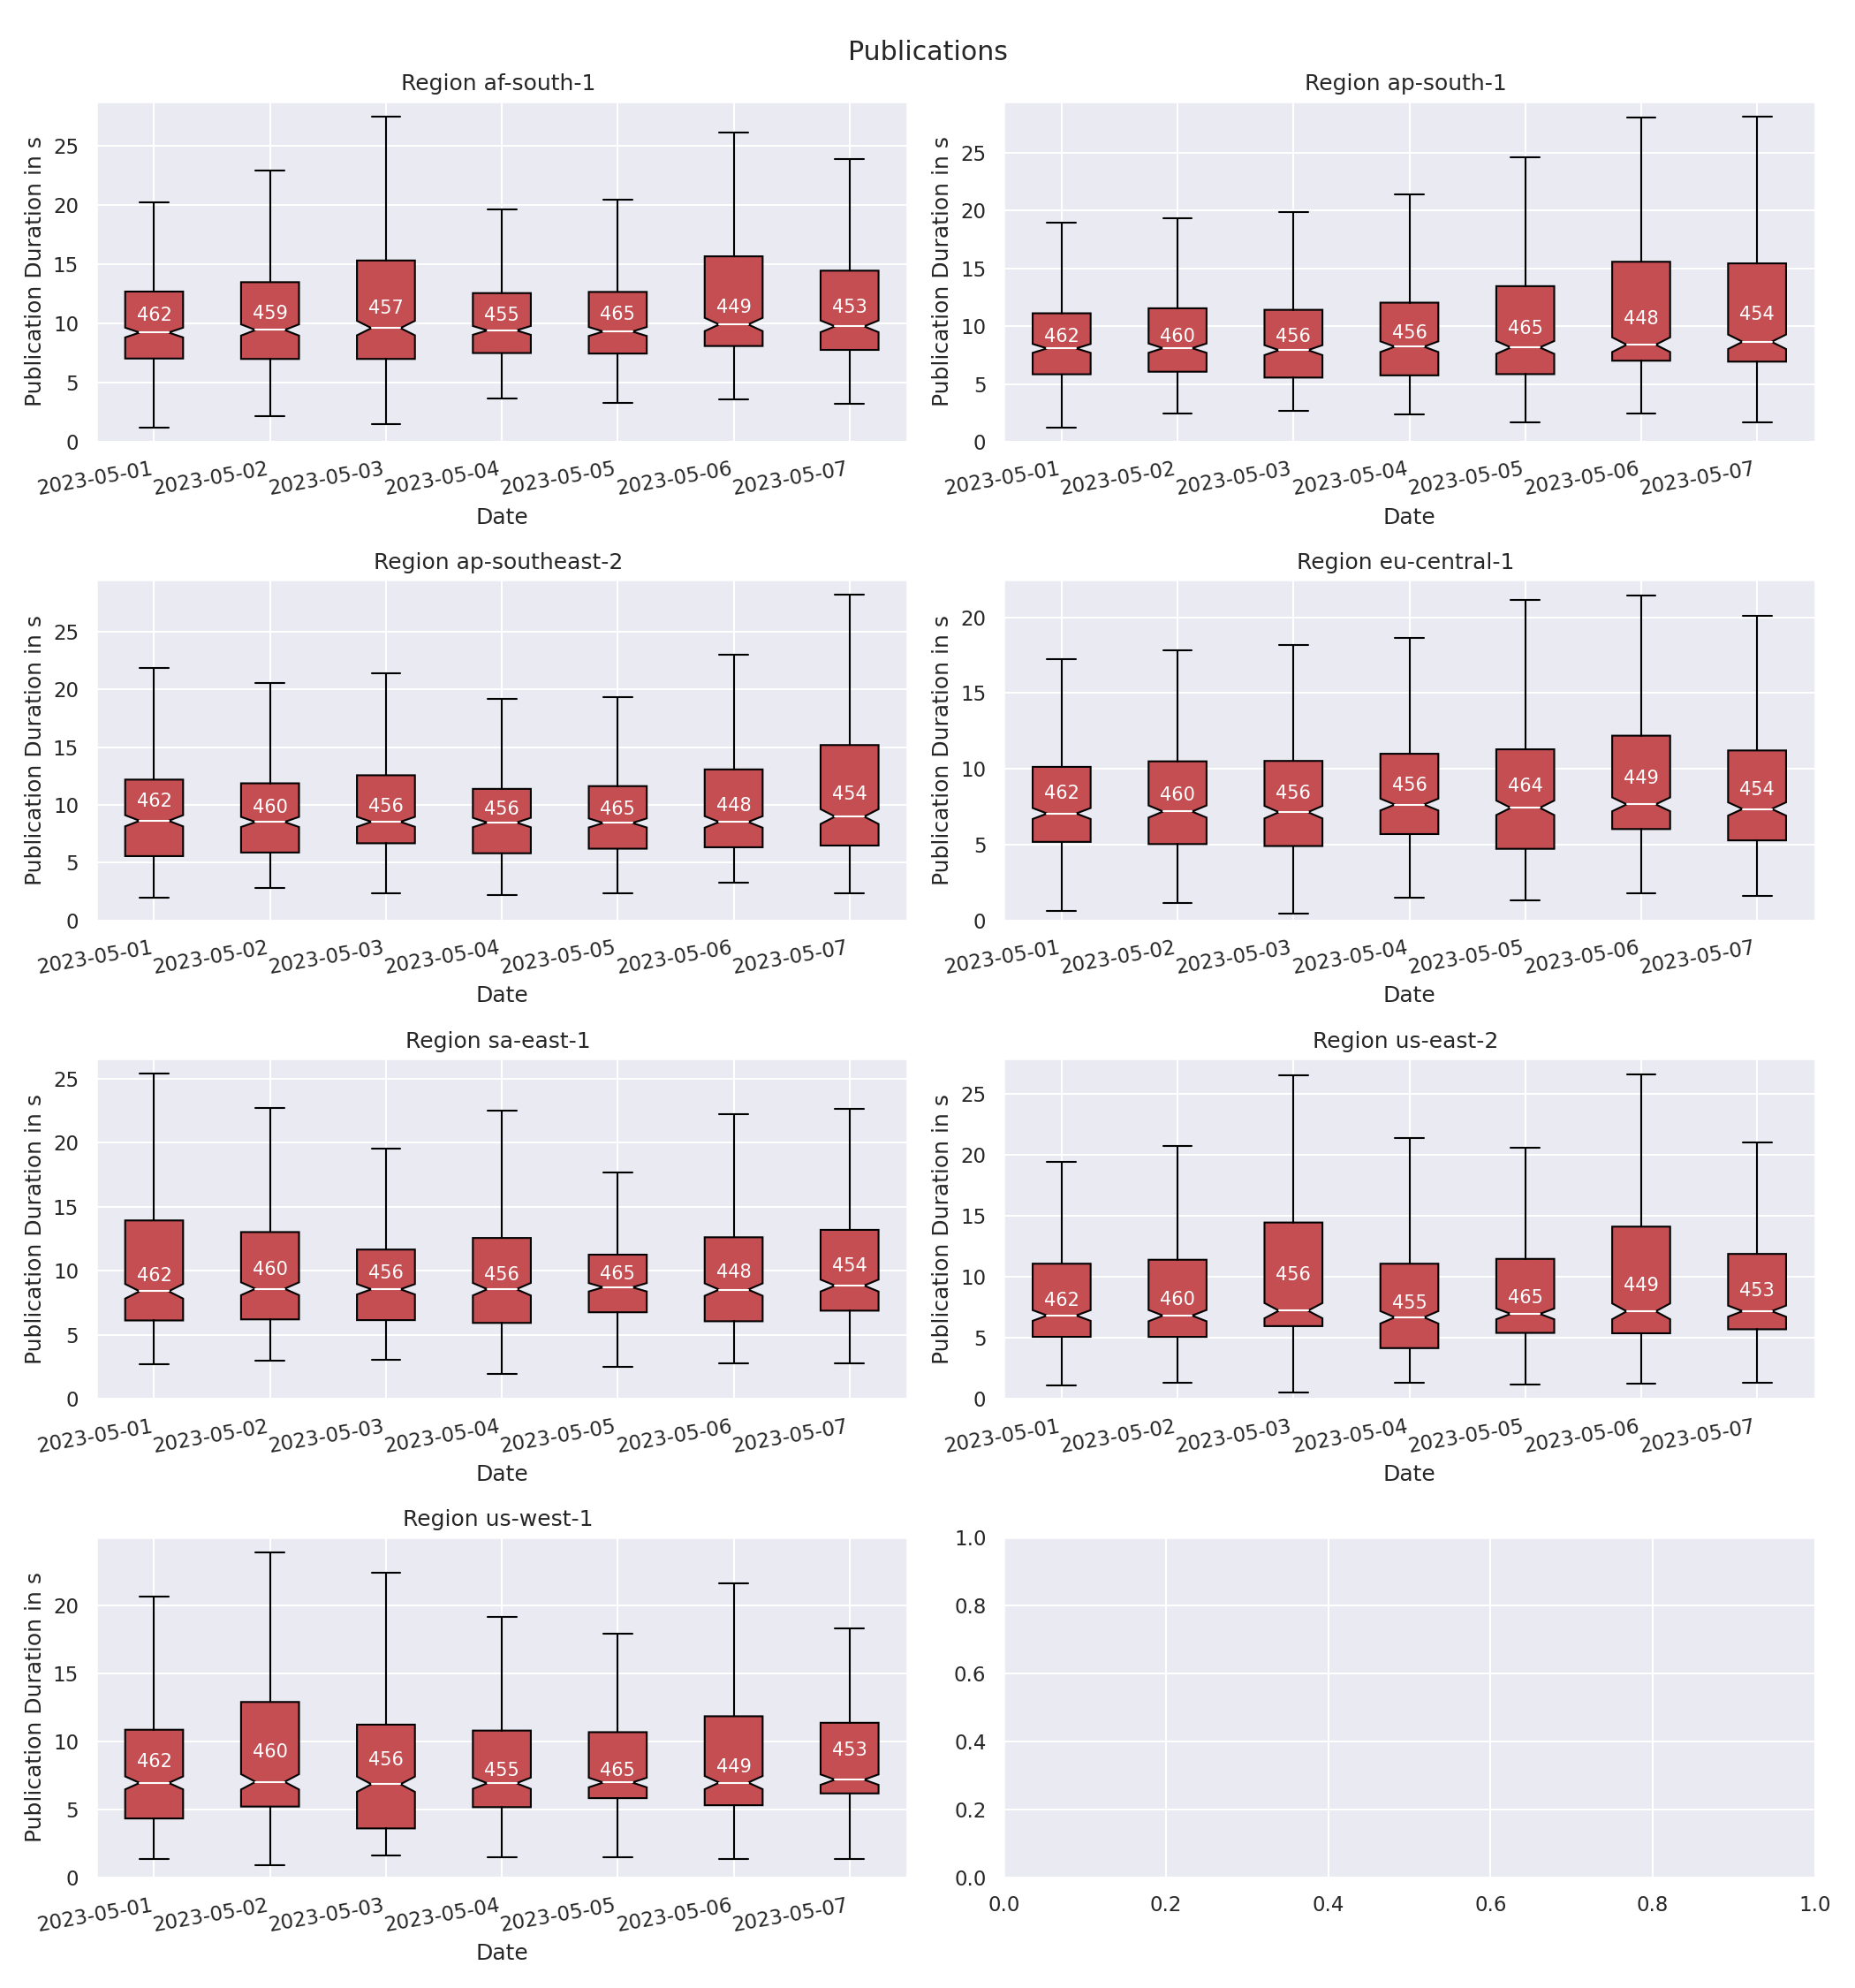 Publications
Region af-south-1
Publication Duration in s
25
20
15
10
5
0
462 459 457 455 465 449 453
2023-05-01 2023-05-02 2023-05-03 2023-05-04 2023-05-05 2023-05-06 2023-05-07
Date
Region ap-south-1
Publication Duration in s
25
20
15
10
5
0
462 460 456 456 465 448 454
2023-05-01 2023-05-02 2023-05-03 2023-05-04 2023-05-05 2023-05-06 2023-05-07
Date
Region ap-southeast-2
Publication Duration in s
25
20
15
10
5
0
462 460 456 456 465 448 454
2023-05-01 2023-05-02 2023-05-03 2023-05-04 2023-05-05 2023-05-06 2023-05-07
Date
Region eu-central-1
Publication Duration in s
20
15
10
5
0
462 460 456 456 464 449 454
2023-05-01 2023-05-02 2023-05-03 2023-05-04 2023-05-05 2023-05-06 2023-05-07
Date
Region sa-east-1
Publication Duration in s
25
20
15
10
5
0
462 460 456 456 465 448 454
2023-05-01 2023-05-02 2023-05-03 2023-05-04 2023-05-05 2023-05-06 2023-05-07
Date
Region us-east-2
Publication Duration in s
25
20
15
10
5
0
462 460 456 455 465 449 453
2023-05-01 2023-05-02 2023-05-03 2023-05-04 2023-05-05 2023-05-06 2023-05-07
Date
Region us-west-1
Publication Duration in s
20
15
10
5
0
462 460 456 455 465 449 453
2023-05-01 2023-05-02 2023-05-03 2023-05-04 2023-05-05 2023-05-06 2023-05-07
Date
1.0
0.8
0.6
0.4
0.2
0.0
0.0 0.2 0.4 0.6 0.8 1.0